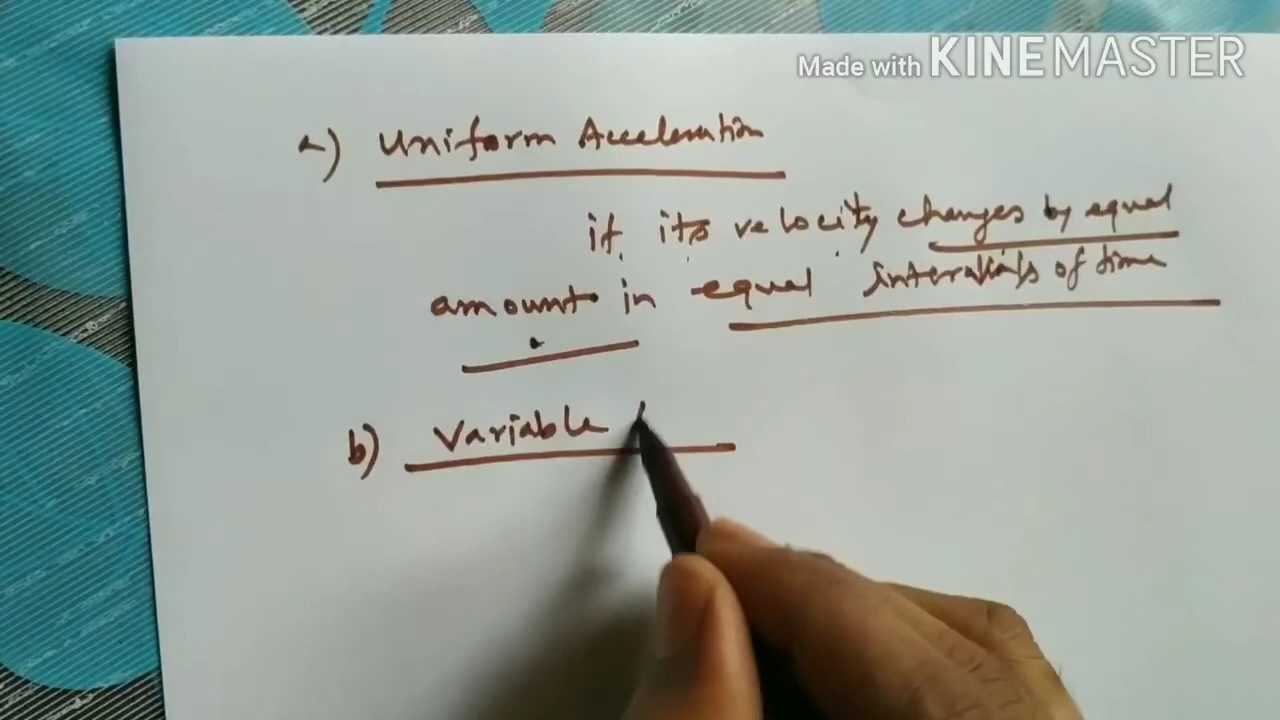 Made with KINEMASTER
a) Uniform Acceleration
if its velocity changes by equal
amount in equal intervals of time
b) Variable